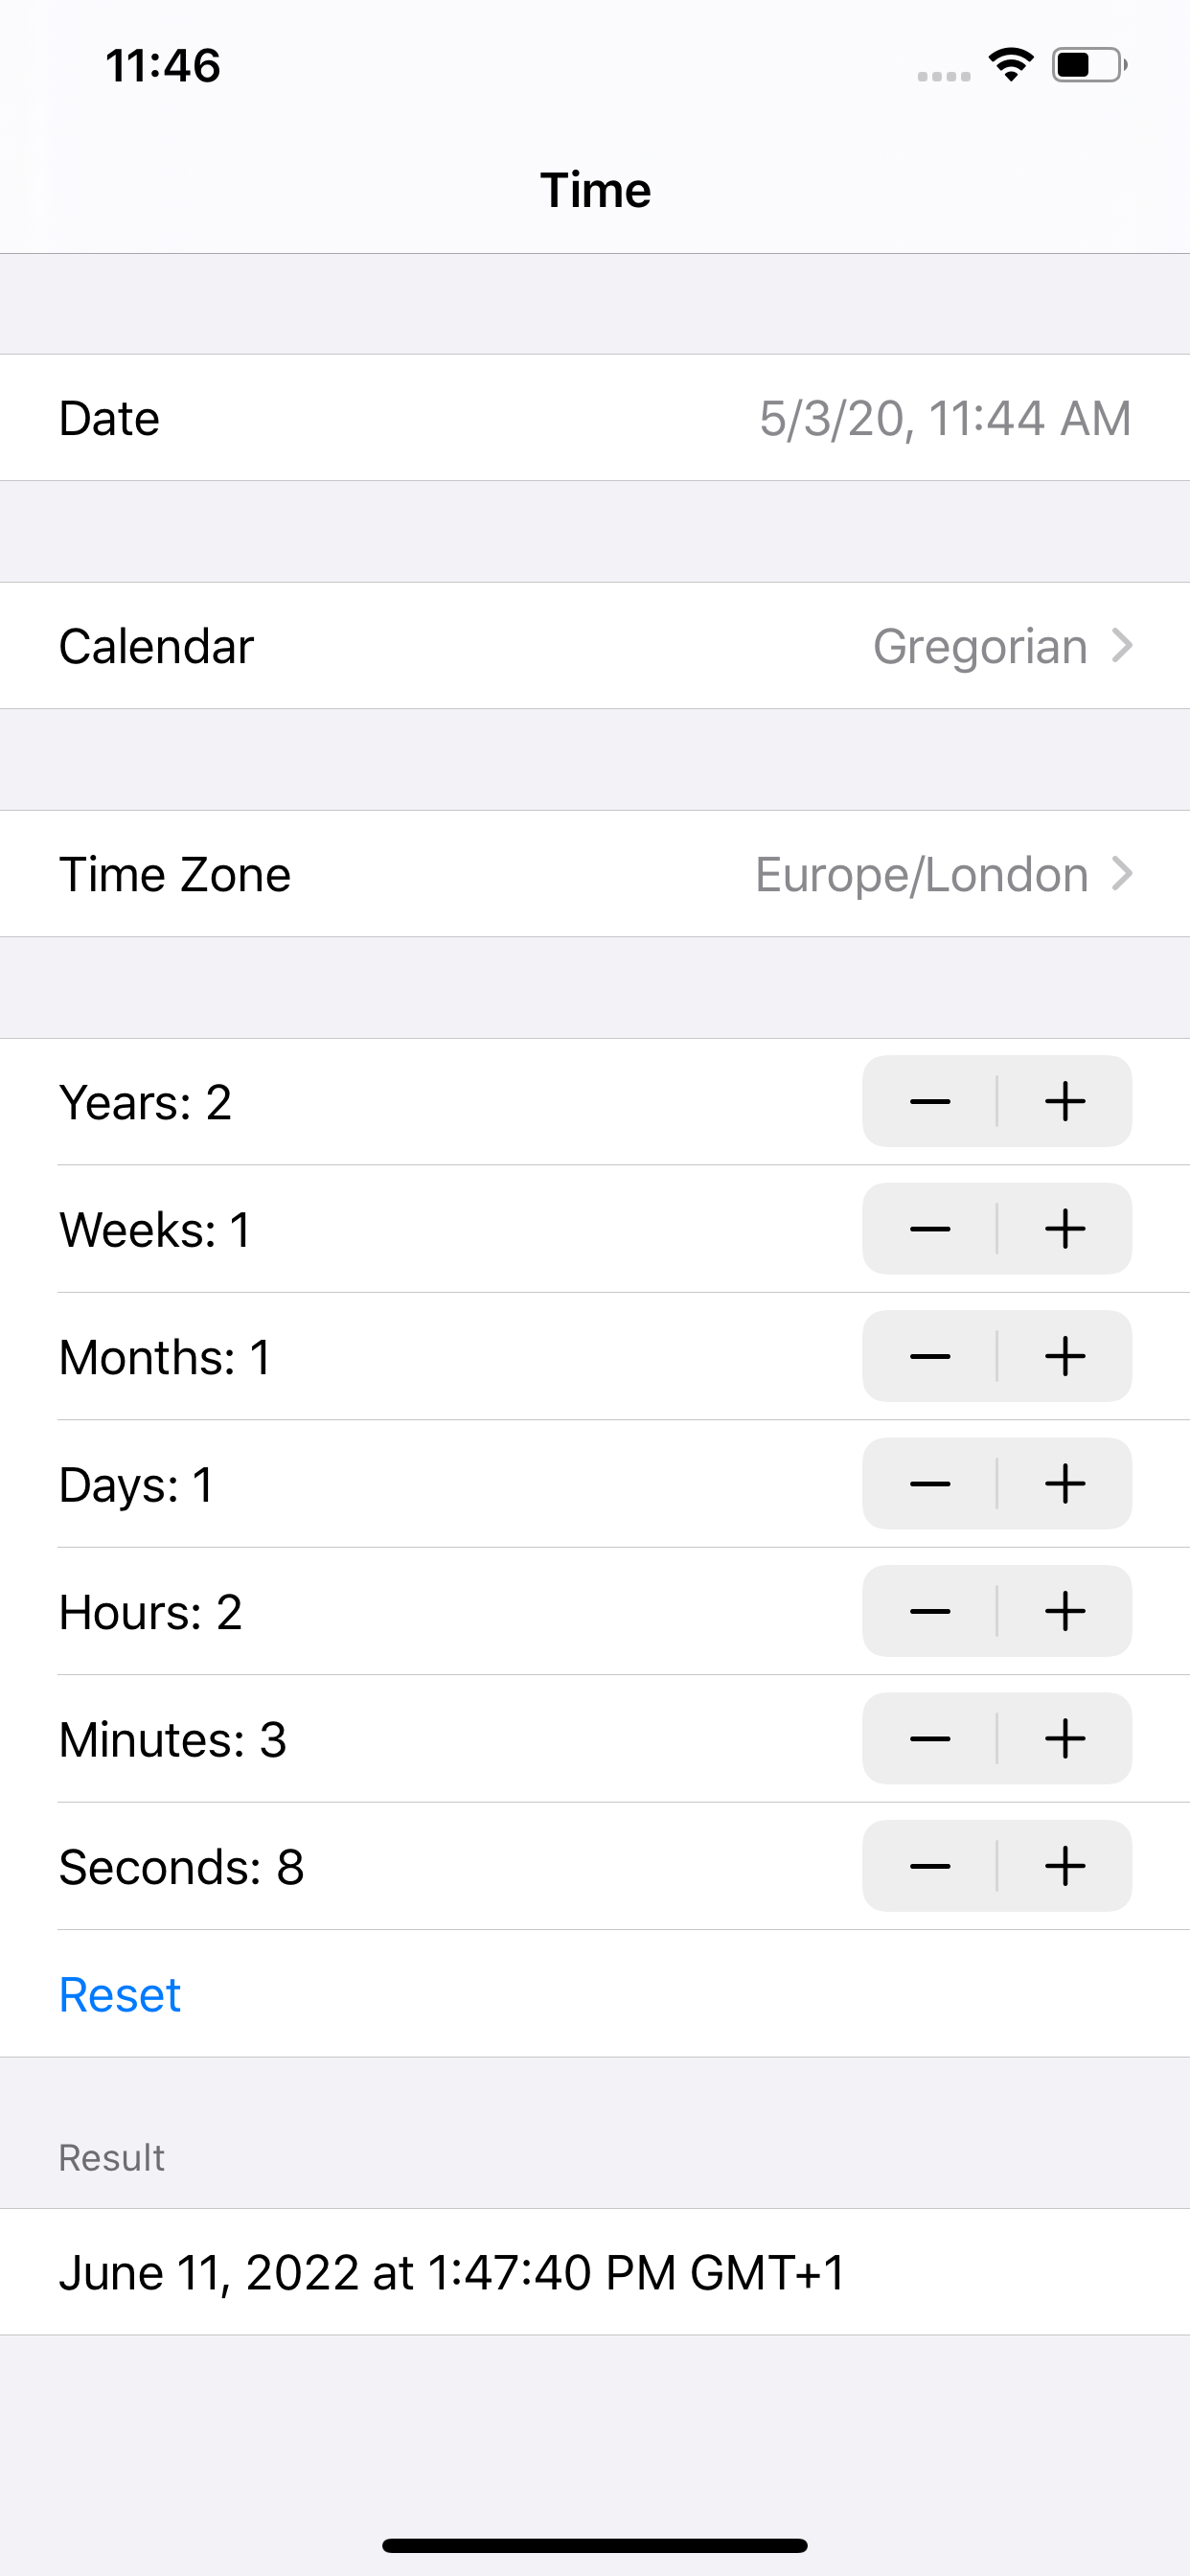 11:46
Time
Date 5/3/20, 11:44 AM
Calendar Gregorian
Time Zone Europe/London
Years: 2
Weeks: 1
Months: 1
Days: 1
Hours: 2
Minutes: 3
Seconds: 8
Reset
Result
June 11, 2022 at 1:47:40 PM GMT+1